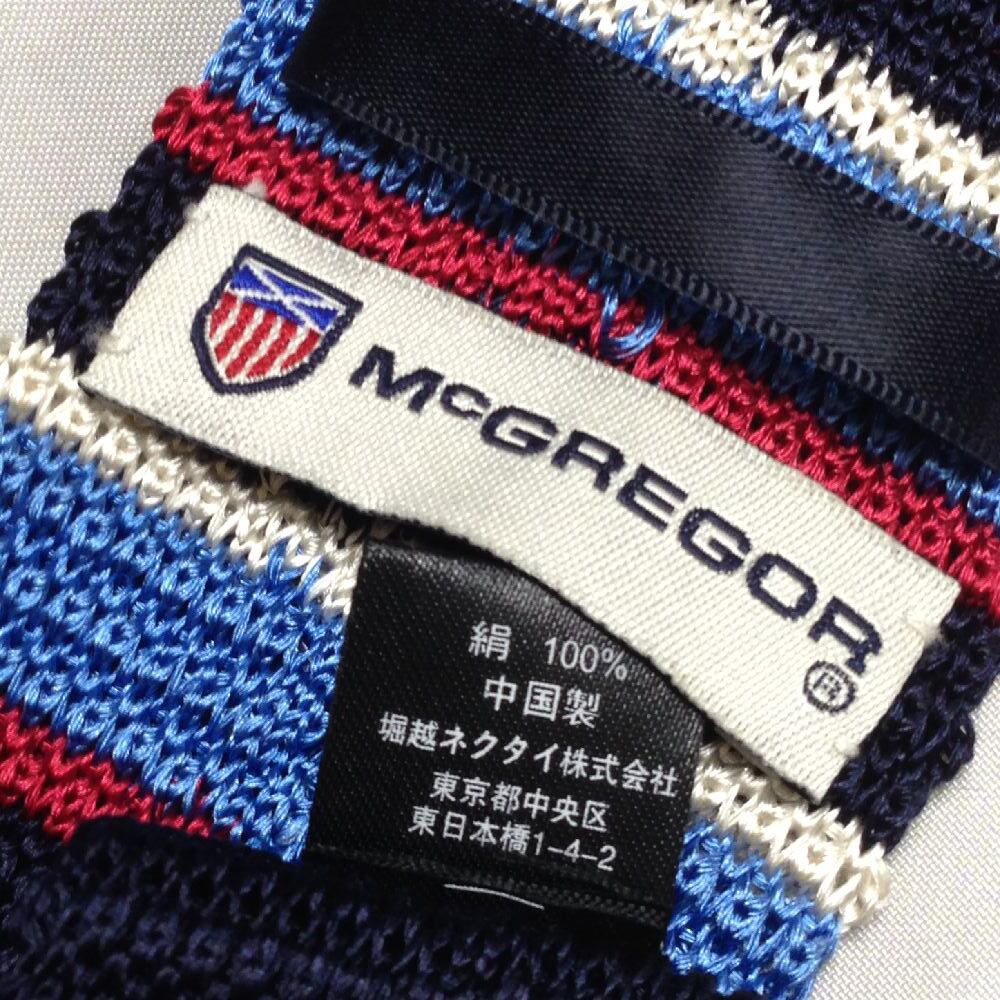 McGREGOR®
絹 100%
中国製
堀越ネクタイ株式会社
東京都中央区
東日本橋1-4-2